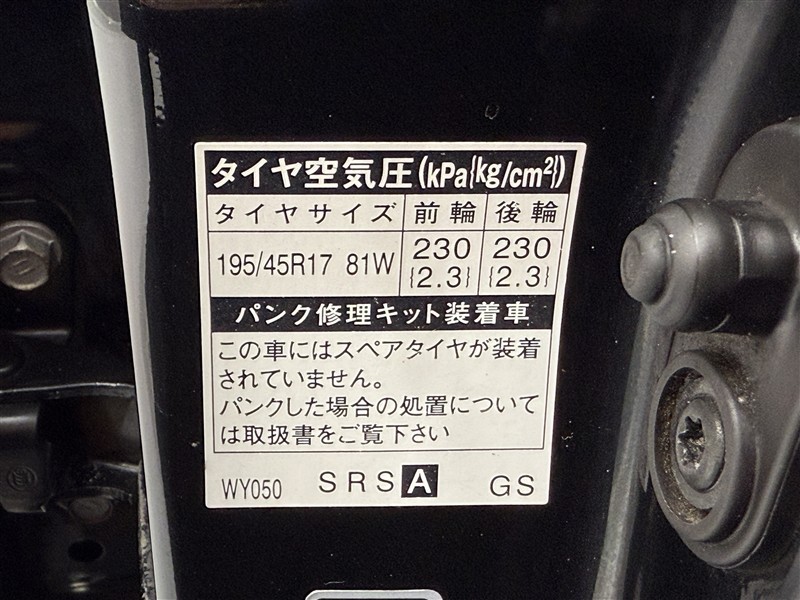 タイヤ空気圧(kPa{kg/cm²})
タイヤサイズ 前輪 後輪
195/45R17 81W 230 230
{2.3} {2.3}
パンク修理キット装着車
この車にはスペアタイヤが装着
されていません。
パンクした場合の処置について
は取扱書をご覧下さい
WY050 SRS A GS